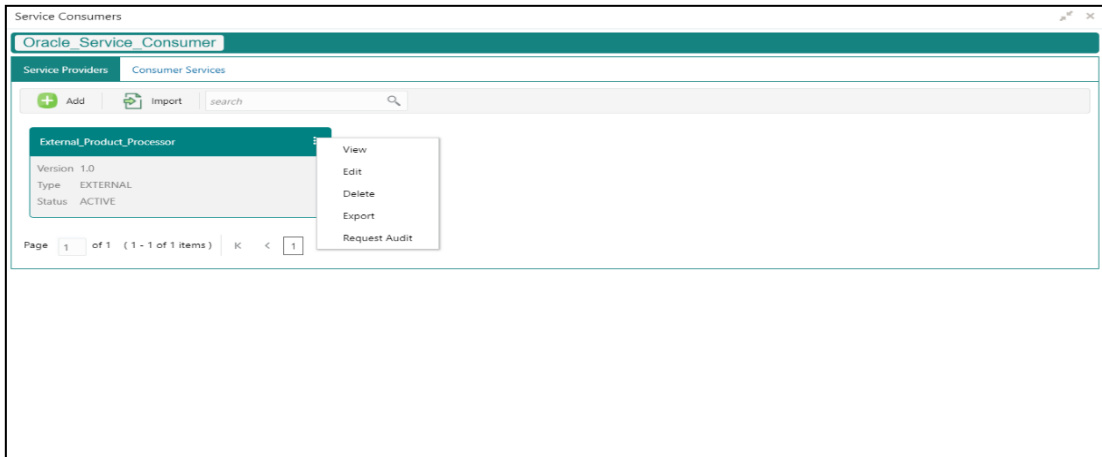 Service Consumers
Oracle_Service_Consumer
Service Providers Consumer Services
Add Import search
External_Product_Processor
Version 1.0
Type EXTERNAL
Status ACTIVE
View
Edit
Delete
Export
Request Audit
Page 1 of 1 (1 - 1 of 1 items) K < 1